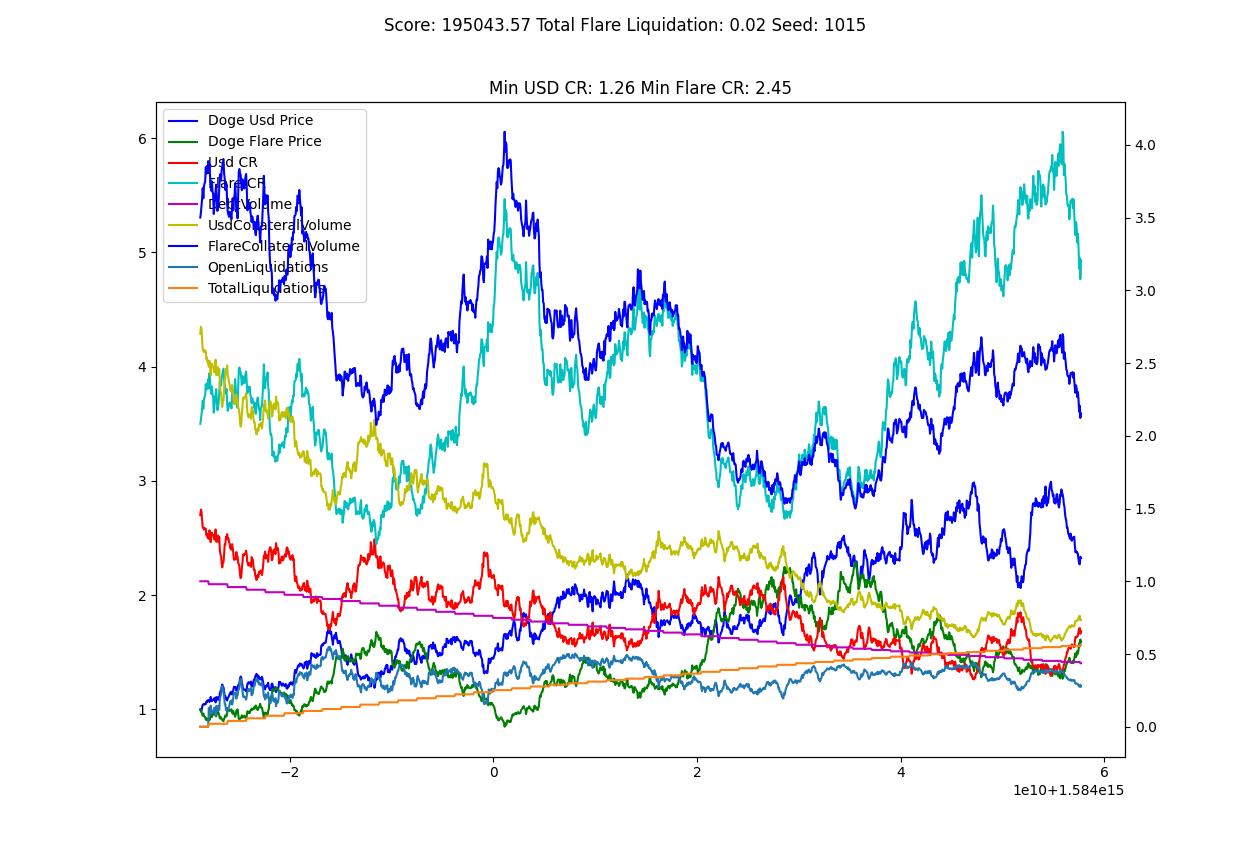 Score: 195043.57 Total Flare Liquidation: 0.02 Seed: 1015
Min USD CR: 1.26 Min Flare CR: 2.45
Doge Usd Price
Doge Flare Price
Usd CR
Flare CR
DebtVolume
UsdCollateralVolume
FlareCollateralVolume
OpenLiquidations
TotalLiquidations
6
5
4
3
2
1
4.0
3.5
3.0
2.5
2.0
1.5
1.0
0.5
0.0
−2
0
2
4
6
1e10+1.584e15